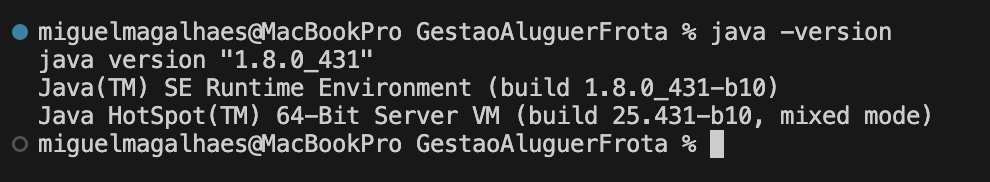 miguelmagalhaes@MacBookPro GestaoAluguerFrota % java -version
java version "1.8.0_431"
Java(TM) SE Runtime Environment (build 1.8.0_431-b10)
Java HotSpot(TM) 64-Bit Server VM (build 25.431-b10, mixed mode)
miguelmagalhaes@MacBookPro GestaoAluguerFrota %